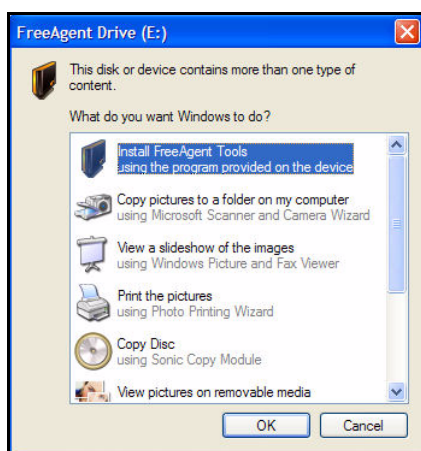 FreeAgent Drive (E:)
This disk or device contains more than one type of
content.
What do you want Windows to do?
Install FreeAgent Tools
using the program provided on the device
Copy pictures to a folder on my computer
using Microsoft Scanner and Camera Wizard
View a slideshow of the images
using Windows Picture and Fax Viewer
Print the pictures
using Photo Printing Wizard
Copy Disc
using Sonic Copy Module
View pictures on removable media
OK
Cancel